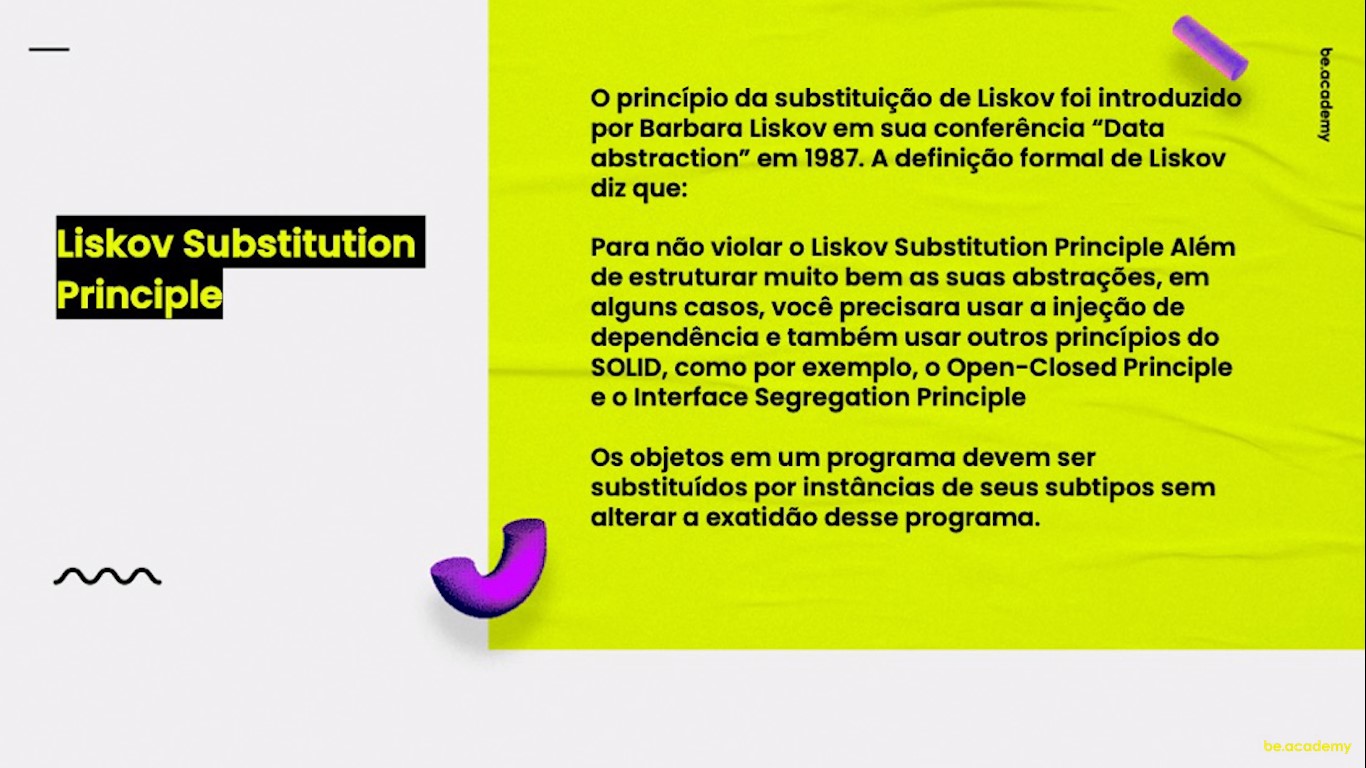 Liskov Substitution
Principle
O princípio da substituição de Liskov foi introduzido
por Barbara Liskov em sua conferência “Data
abstraction” em 1987. A definição formal de Liskov
diz que:
Para não violar o Liskov Substitution Principle Além
de estruturar muito bem as suas abstrações, em
alguns casos, você precisara usar a injeção de
dependência e também usar outros princípios do
SOLID, como por exemplo, o Open-Closed Principle
e o Interface Segregation Principle
Os objetos em um programa devem ser
substituídos por instâncias de seus subtipos sem
alterar a exatidão desse programa.
be.academy
be.academy